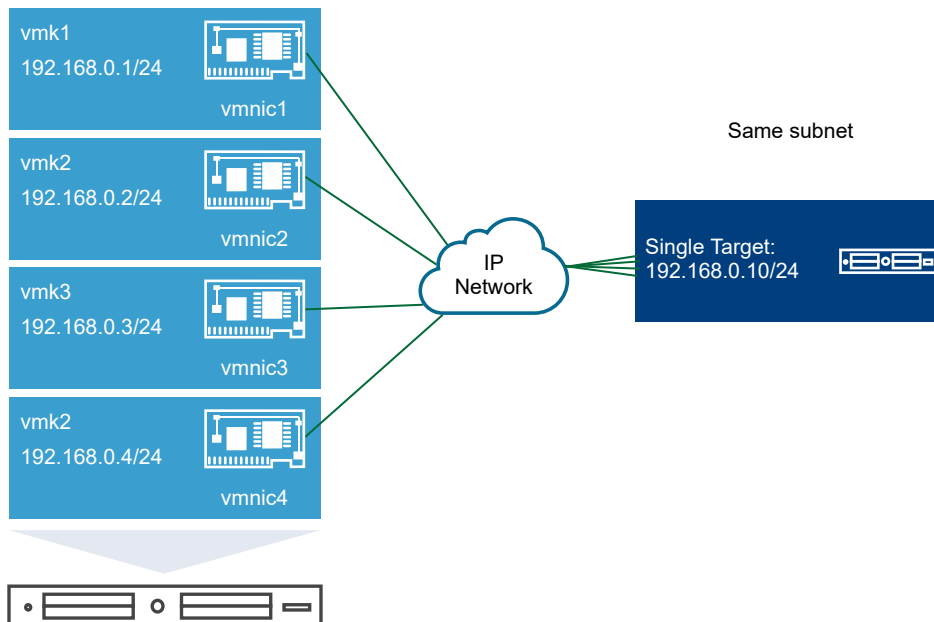 vmk1
192.168.0.1/24
vmnic1
vmk2
192.168.0.2/24
vmnic2
vmk3
192.168.0.3/24
vmnic3
vmk2
192.168.0.4/24
vmnic4
IP
Network
Same subnet
Single Target:
192.168.0.10/24